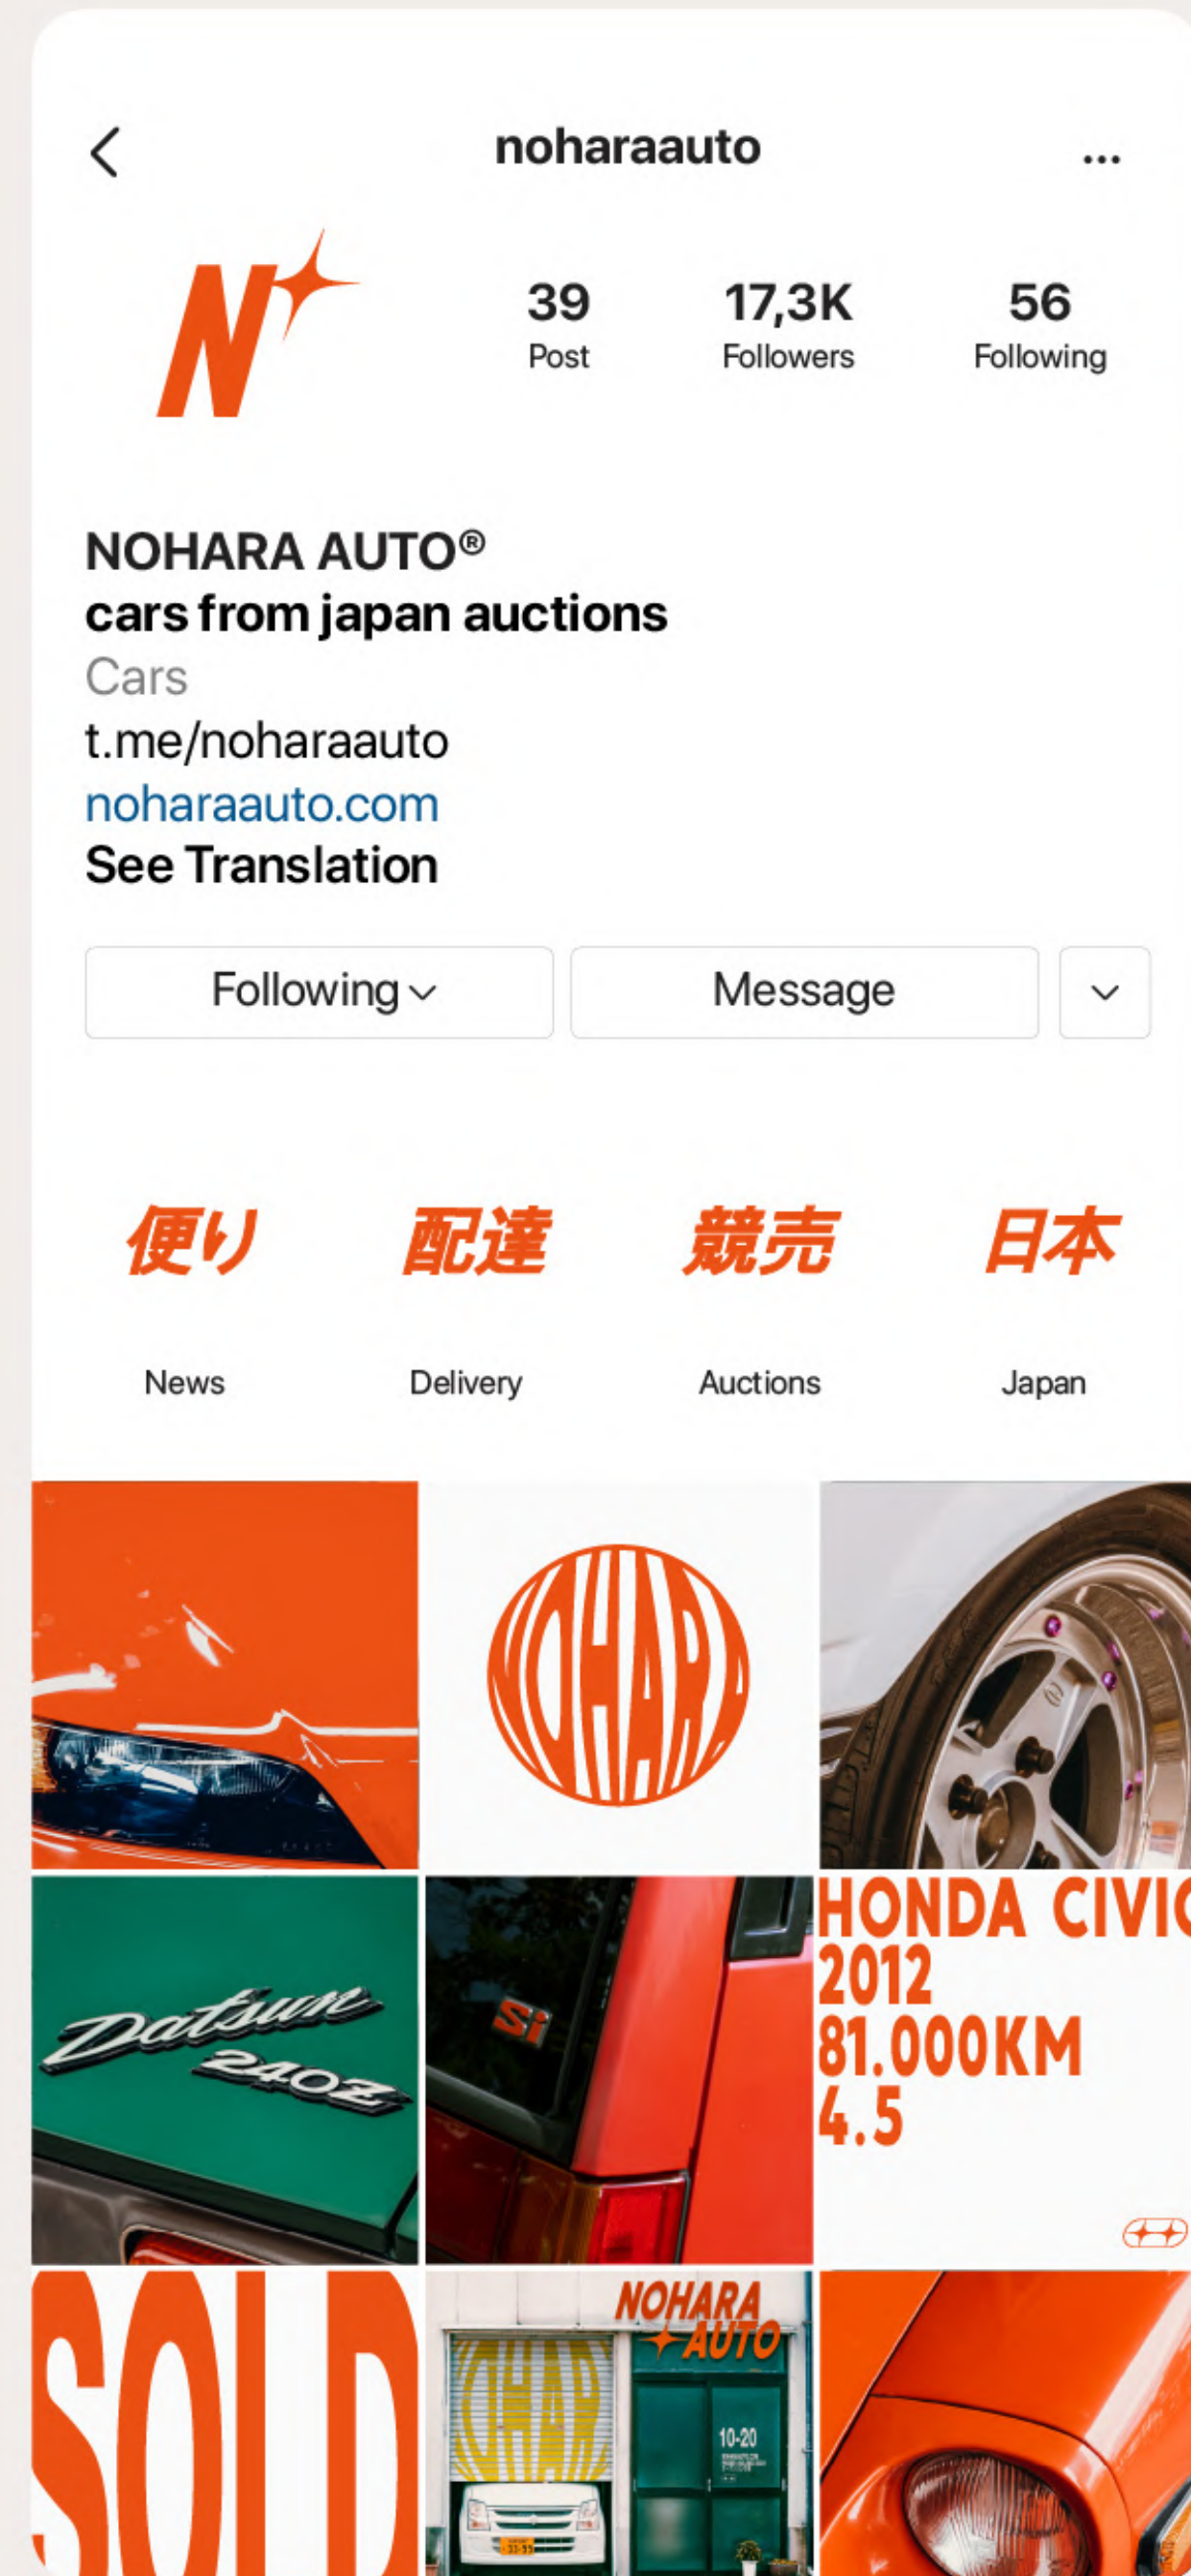 noharaauto
...
N
39
Post
17,3K
Followers
56
Following
NOHARA AUTO®
cars from japan auctions
Cars
t.me/noharaauto
noharaauto.com
See Translation
Following
Message
便り
配達
競売
日本
News
Delivery
Auctions
Japan
NOHARA
Datsun
240Z
Si
HONDA CIVIC
2012
81.000KM
4.5
SOLD
NOHARA
AUTO
10-20
33-99